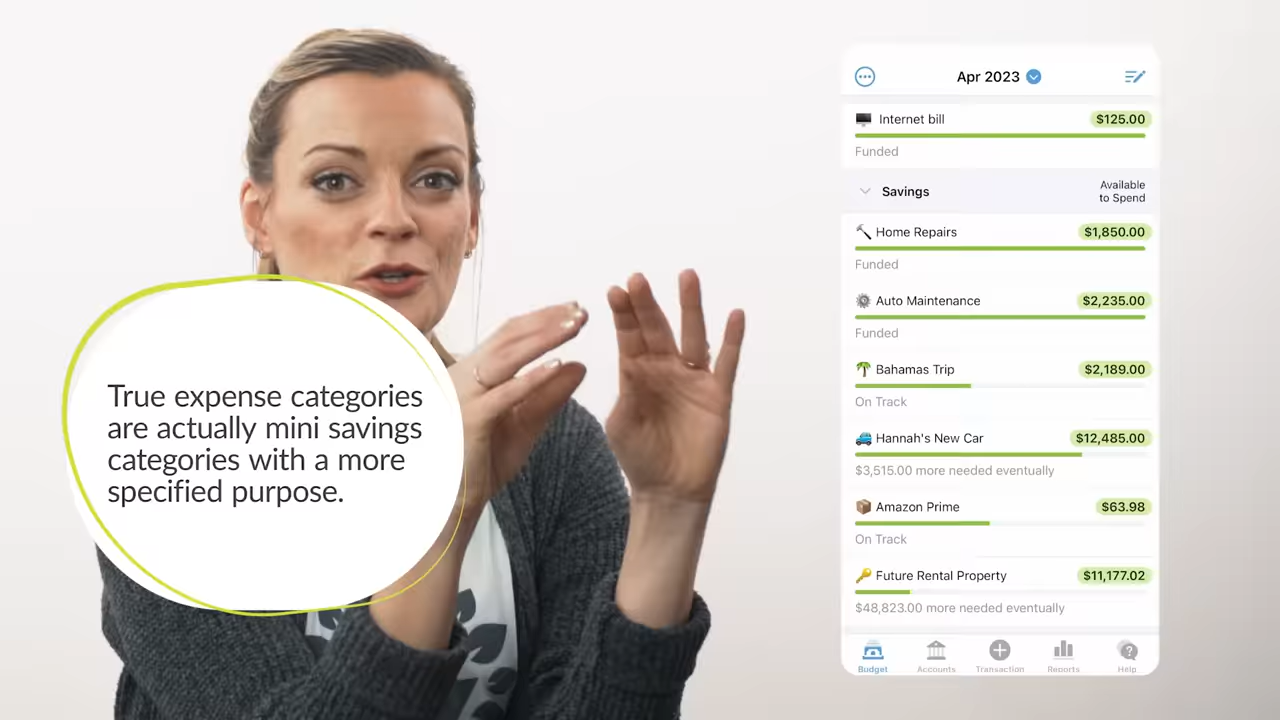 True expense categories
are actually mini savings
categories with a more
specified purpose.
Apr 2023
Internet bill $125.00
Funded
Savings Available
to Spend
Home Repairs $1,850.00
Funded
Auto Maintenance $2,235.00
Funded
Bahamas Trip $2,189.00
On Track
Hannah's New Car $12,485.00
$3,515.00 more needed eventually
Amazon Prime $63.98
On Track
Future Rental Property $11,177.02
$48,823.00 more needed eventually
Budget Accounts Transaction Reports Help